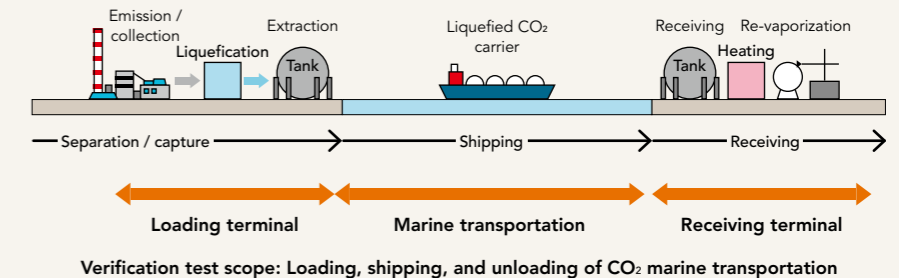 Emission /
collection
Liquefication
Extraction
Tank
Liquefied CO₂
carrier
Receiving
Re-vaporization
Heating
Tank
Separation / capture
Shipping
Receiving
Loading terminal
Marine transportation
Receiving terminal
Verification test scope: Loading, shipping, and unloading of CO₂ marine transportation